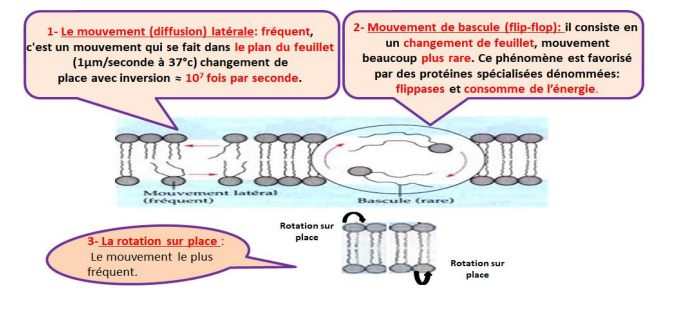 1- Le mouvement (diffusion) latérale: fréquent,
c'est un mouvement qui se fait dans le plan du feuillet
(1µm/seconde à 37°c) changement de
place avec inversion ≈ 10⁷ fois par seconde.
2- Mouvement de bascule (flip-flop): il consiste en
un changement de feuillet, mouvement
beaucoup plus rare. Ce phénomène est favorisé
par des protéines spécialisées dénommées:
flippases et consomme de l'énergie.
Mouvement latéral
(fréquent)
Bascule (rare)
3- La rotation sur place :
Le mouvement le plus
fréquent.
Rotation sur
place
Rotation sur
place